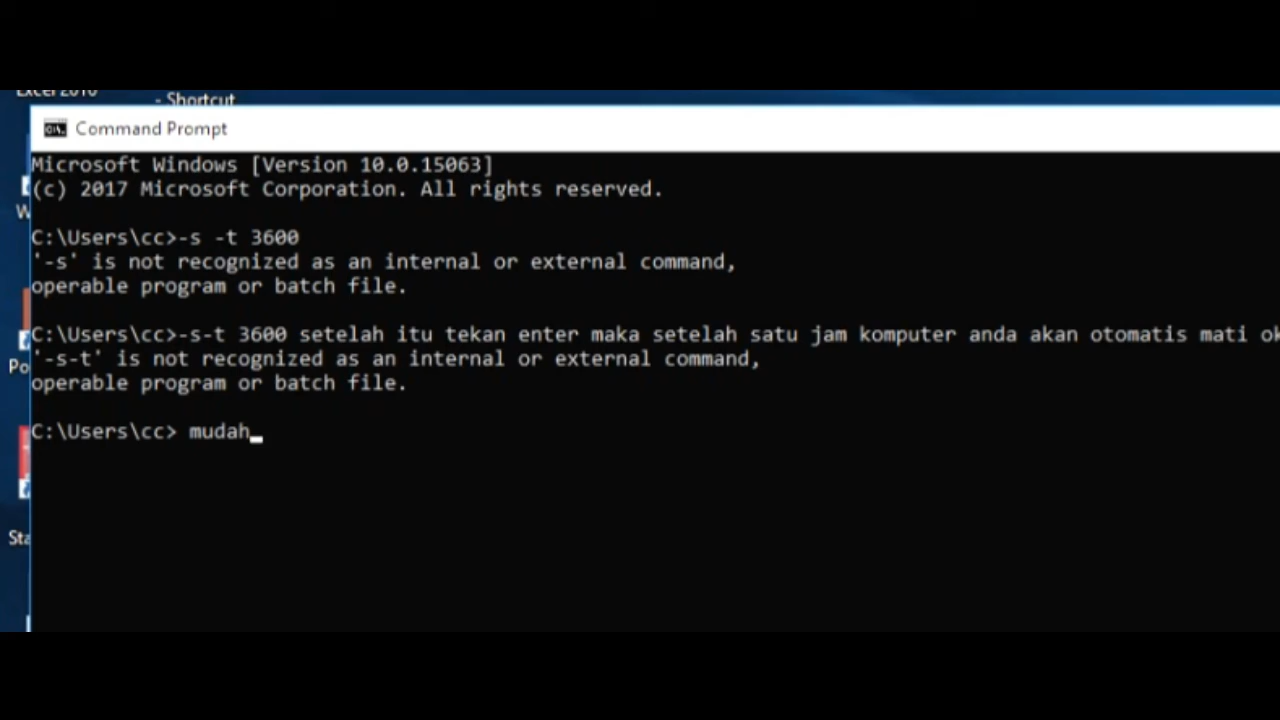 Excel 2016
- Shortcut
Command Prompt
Microsoft Windows [Version 10.0.15063]
(c) 2017 Microsoft Corporation. All rights reserved.
C:\Users\cc>-s -t 3600
'-s' is not recognized as an internal or external command,
operable program or batch file.
C:\Users\cc>-s-t 3600 setelah itu tekan enter maka setelah satu jam komputer anda akan otomatis mati ok
'-s-t' is not recognized as an internal or external command,
operable program or batch file.
C:\Users\cc> mudah